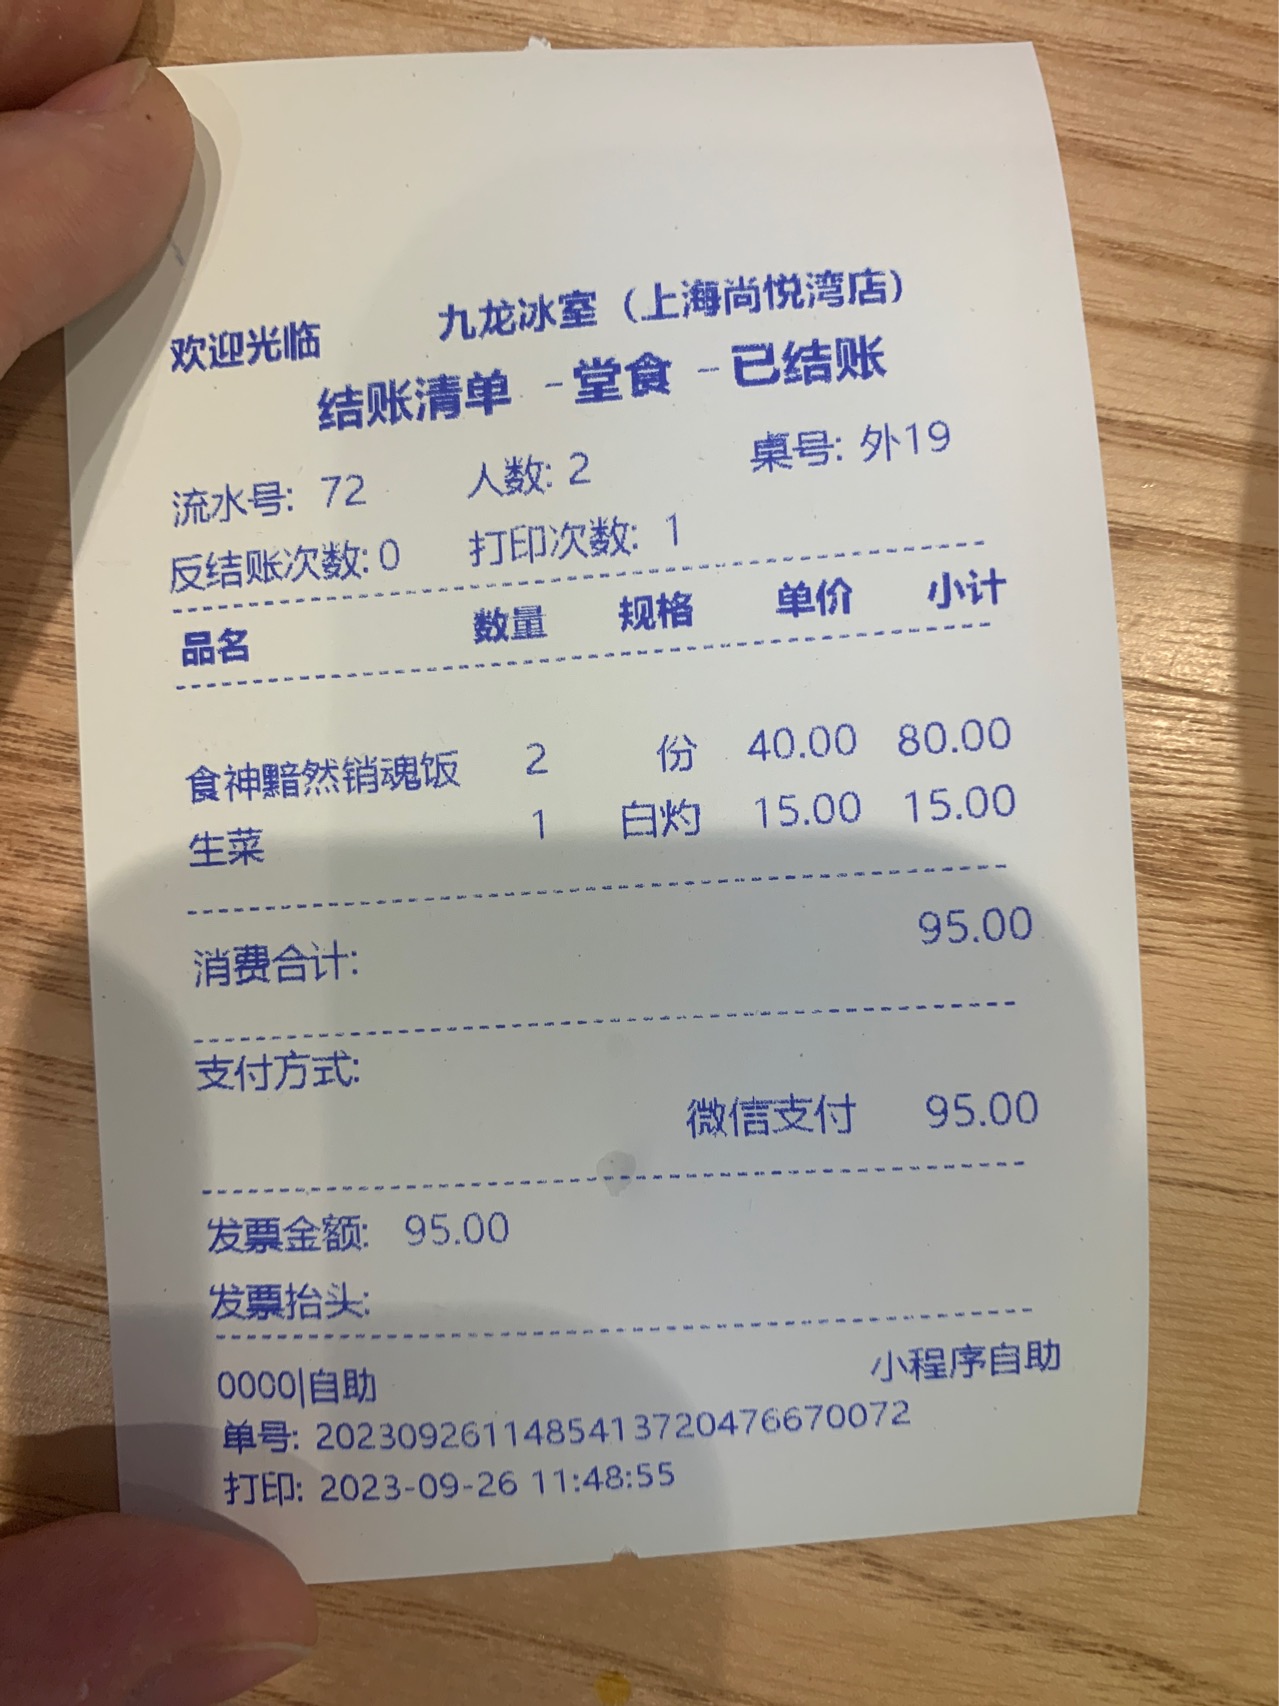 欢迎光临 九龙冰室（上海尚悦湾店）
结账清单 -堂食 -已结账
流水号: 72 人数: 2 桌号: 外19
反结账次数: 0 打印次数: 1
品名 数量 规格 单价 小计
食神黯然销魂饭 2 份 40.00 80.00
生菜 1 白灼 15.00 15.00
消费合计: 95.00
支付方式:
微信支付 95.00
发票金额: 95.00
发票抬头:
0000|自助 小程序自助
单号: 2023092611485413720476670072
打印: 2023-09-26 11:48:55